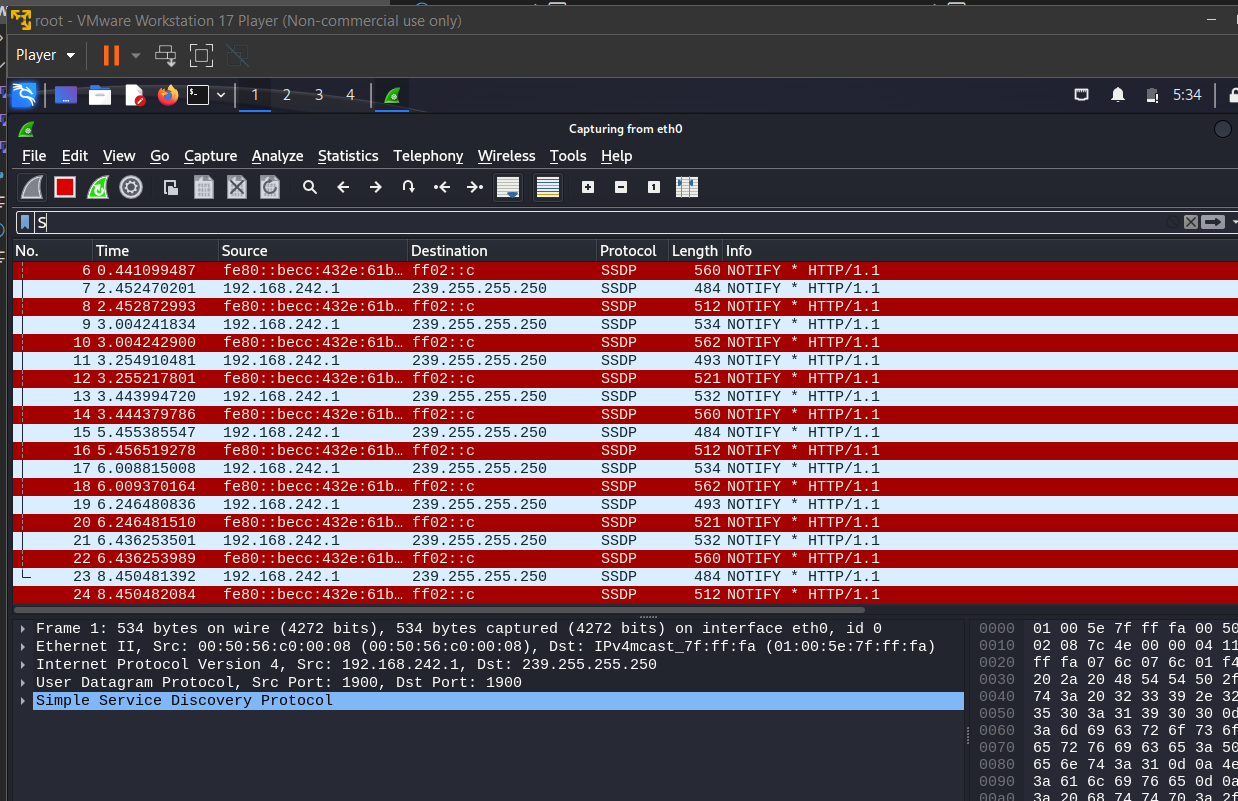 root - VMware Workstation 17 Player (Non-commercial use only)
Player
1 2 3 4 5:34
Capturing from eth0
File Edit View Go Capture Analyze Statistics Telephony Wireless Tools Help
S
No. Time Source Destination Protocol Length Info
6 0.441099487 fe80::becc:432e:61b… ff02::c SSDP 560 NOTIFY * HTTP/1.1
7 2.452470201 192.168.242.1 239.255.255.250 SSDP 484 NOTIFY * HTTP/1.1
8 2.452872993 fe80::becc:432e:61b… ff02::c SSDP 512 NOTIFY * HTTP/1.1
9 3.004241834 192.168.242.1 239.255.255.250 SSDP 534 NOTIFY * HTTP/1.1
10 3.004242900 fe80::becc:432e:61b… ff02::c SSDP 562 NOTIFY * HTTP/1.1
11 3.254910481 192.168.242.1 239.255.255.250 SSDP 493 NOTIFY * HTTP/1.1
12 3.255217801 fe80::becc:432e:61b… ff02::c SSDP 521 NOTIFY * HTTP/1.1
13 3.443994720 192.168.242.1 239.255.255.250 SSDP 532 NOTIFY * HTTP/1.1
14 3.444379786 fe80::becc:432e:61b… ff02::c SSDP 560 NOTIFY * HTTP/1.1
15 5.455385547 192.168.242.1 239.255.255.250 SSDP 484 NOTIFY * HTTP/1.1
16 5.456519278 fe80::becc:432e:61b… ff02::c SSDP 512 NOTIFY * HTTP/1.1
17 6.008815008 192.168.242.1 239.255.255.250 SSDP 534 NOTIFY * HTTP/1.1
18 6.009370164 fe80::becc:432e:61b… ff02::c SSDP 562 NOTIFY * HTTP/1.1
19 6.246480836 192.168.242.1 239.255.255.250 SSDP 493 NOTIFY * HTTP/1.1
20 6.246481510 fe80::becc:432e:61b… ff02::c SSDP 521 NOTIFY * HTTP/1.1
21 6.436253501 192.168.242.1 239.255.255.250 SSDP 532 NOTIFY * HTTP/1.1
22 6.436253989 fe80::becc:432e:61b… ff02::c SSDP 560 NOTIFY * HTTP/1.1
23 8.450481392 192.168.242.1 239.255.255.250 SSDP 484 NOTIFY * HTTP/1.1
24 8.450482084 fe80::becc:432e:61b… ff02::c SSDP 512 NOTIFY * HTTP/1.1
Frame 1: 534 bytes on wire (4272 bits), 534 bytes captured (4272 bits) on interface eth0, id 0
Ethernet II, Src: 00:50:56:c0:00:08 (00:50:56:c0:00:08), Dst: IPv4mcast_7f:ff:fa (01:00:5e:7f:ff:fa)
Internet Protocol Version 4, Src: 192.168.242.1, Dst: 239.255.255.250
User Datagram Protocol, Src Port: 1900, Dst Port: 1900
Simple Service Discovery Protocol
0000 01 00 5e 7f ff fa 00 50
0010 02 08 7c 4e 00 00 04 11
0020 ff fa 07 6c 07 6c 01 f4
0030 20 2a 20 48 54 54 50 2f
0040 74 3a 20 32 33 39 2e 32
0050 35 30 3a 31 39 30 30 0d
0060 3a 6d 69 63 72 6f 73 6f
0070 65 72 76 69 63 65 3a 50
0080 65 6e 74 3a 31 0d 0a 4e
0090 3a 61 6c 69 76 65 0d 0a
00a0 3a 20 68 74 74 70 3a 2f